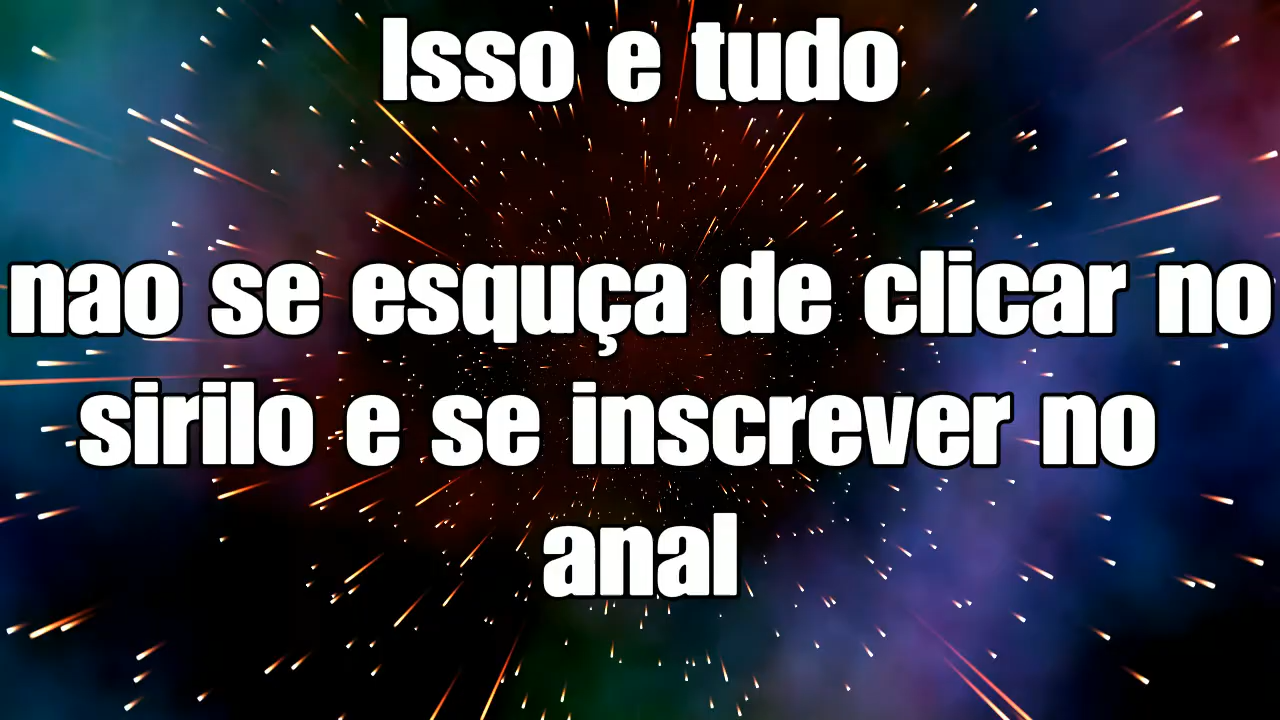 Isso e tudo
nao se esquça de clicar no
sirilo e se inscrever no
anal